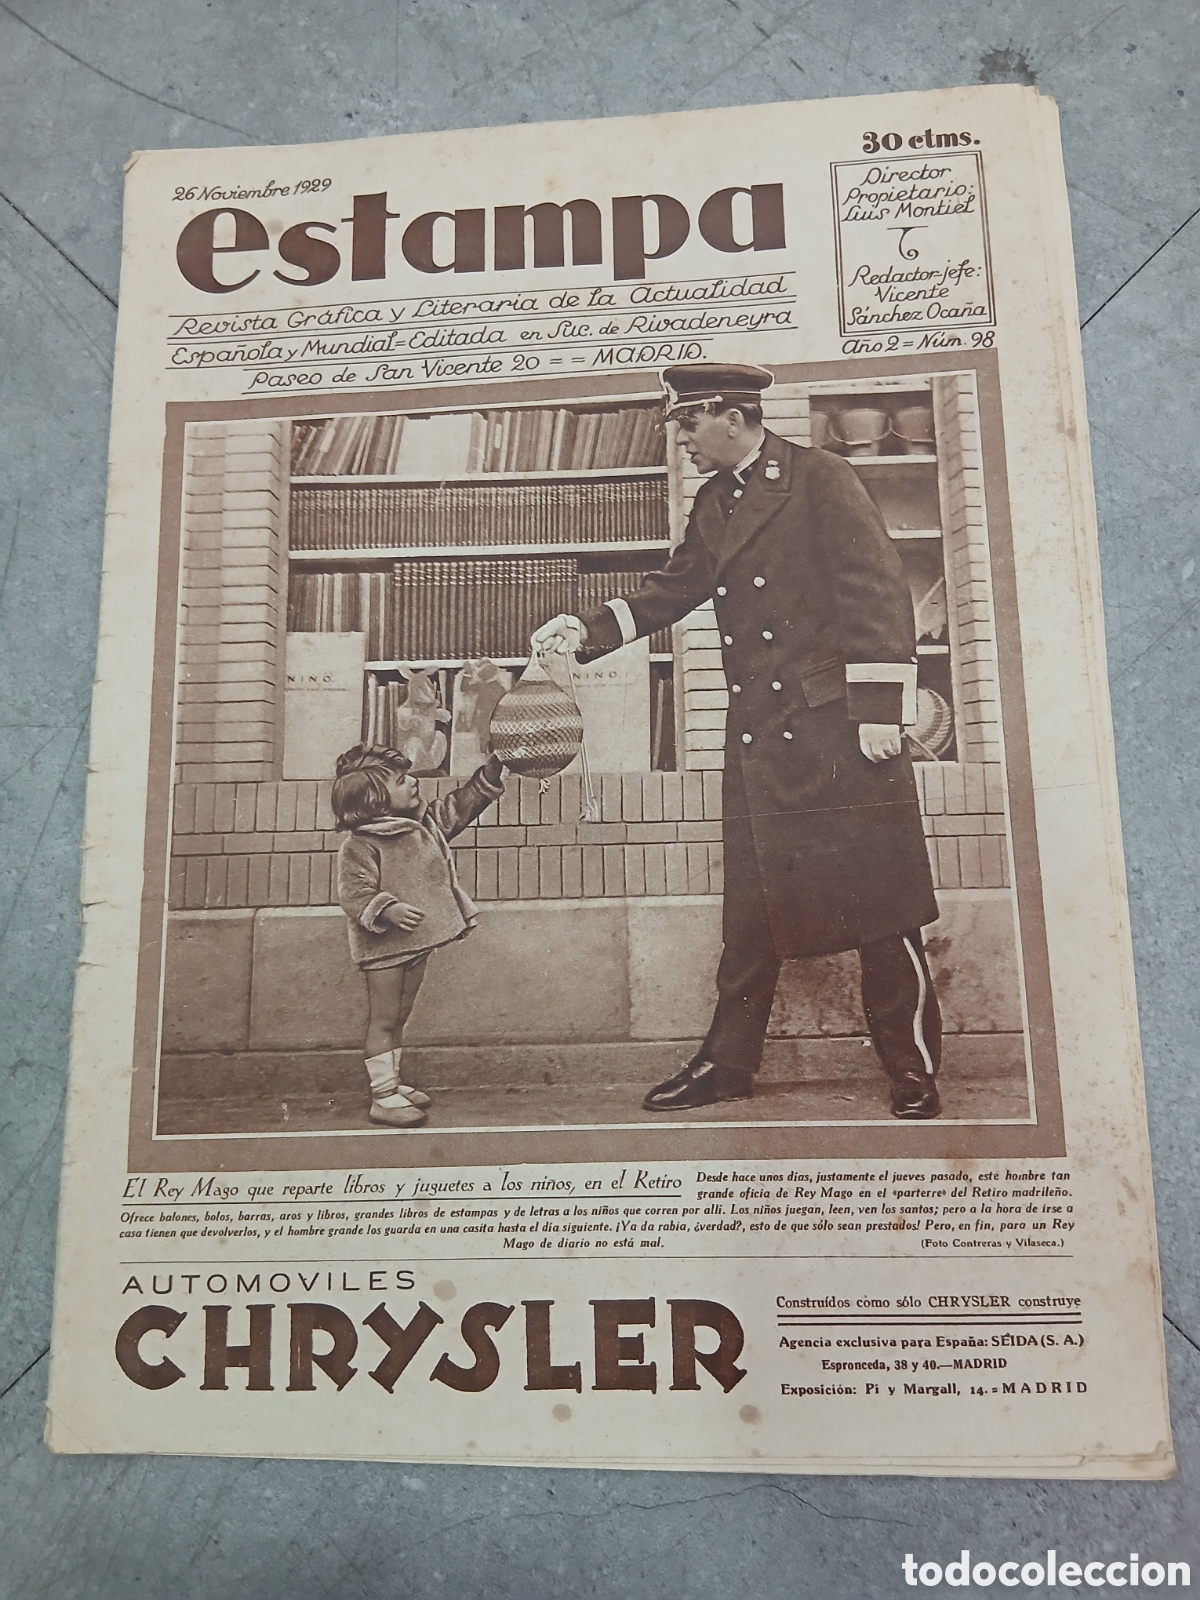 30 ctms.
26 Noviembre 1929
estampa
Revista Gráfica y Literaria de la Actualidad
Española y Mundial = Editada en Suc. de Rivadeneyra
Paseo de San Vicente 20 = = MADRID.
Director
Propietario:
Luis Montiel
Redactor-jefe:
Vicente
Sánchez Ocaña
Año 2 = Núm. 98
NIÑO
NIÑO
El Rey Mago que reparte libros y juguetes a los niños, en el Retiro
Desde hace unos días, justamente el jueves pasado, este hombre tan
grande oficia de Rey Mago en el «parterre» del Retiro madrileño.
Ofrece balones, bolos, barras, aros y libros, grandes libros de estampas y de letras a los niños que corren por allí. Los niños juegan, leen, ven los santos; pero a la hora de irse a
casa tienen que devolverlos, y el hombre grande los guarda en una casita hasta el día siguiente. ¡Ya da rabia, ¿verdad?, esto de que sólo sean prestados! Pero, en fin, para un Rey
Mago de diario no está mal.
(Foto Contreras y Vilaseca.)
AUTOMOVILES
CHRYSLER
Construídos còmo sólo CHRYSLER construye
Agencia exclusiva para España: SEIDA (S. A.)
Espronceda, 38 y 40.—MADRID
Exposición: Pi y Margall, 14.=MADRID
todocoleccion